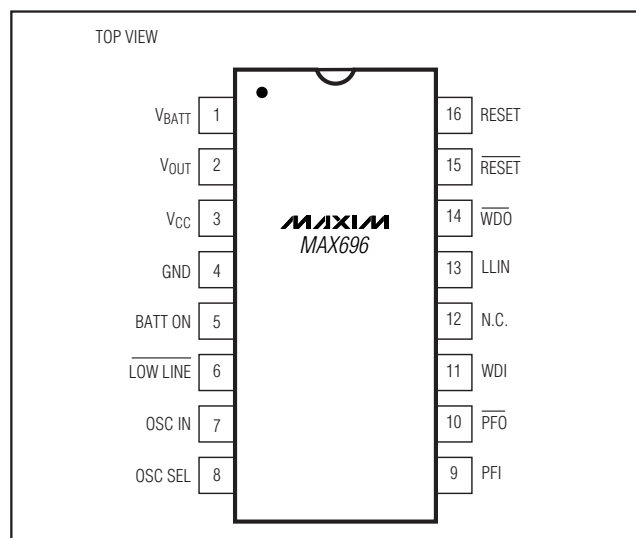 TOP VIEW
VBATT 1
VOUT 2
VCC 3
GND 4
BATT ON 5
LOW LINE 6
OSC IN 7
OSC SEL 8
MAXIM
MAX696
16 RESET
15 RESET
14 WDO
13 LLIN
12 N.C.
11 WDI
10 PFO
9 PFI